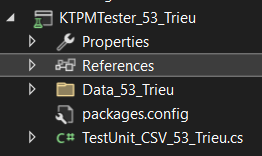 KTPMTester_53_Trieu
Properties
References
Data_53_Trieu
packages.config
C# TestUnit_CSV_53_Trieu.cs